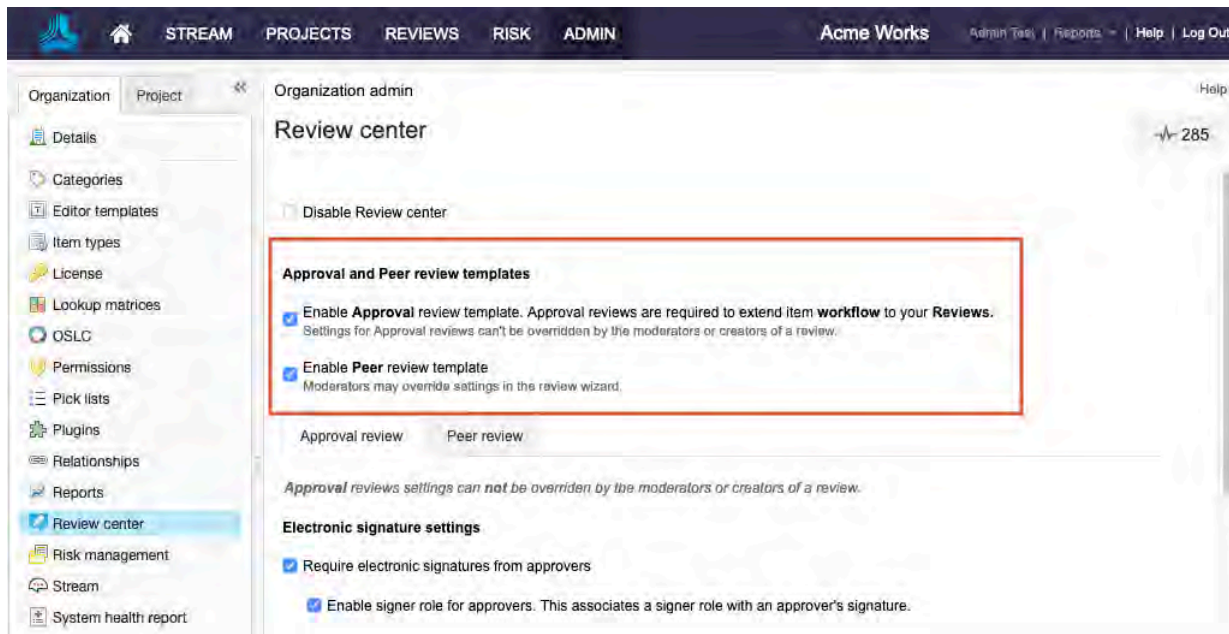 STREAM PROJECTS REVIEWS RISK ADMIN Acme Works Admin Test | Reports | Help | Log Out
Organization Project
Organization admin Help
Review center 285
Details
Categories
Editor templates
Item types
License
Lookup matrices
OSLC
Permissions
Pick lists
Plugins
Relationships
Reports
Review center
Risk management
Stream
System health report
Disable Review center
Approval and Peer review templates
Enable Approval review template. Approval reviews are required to extend item workflow to your Reviews.
Settings for Approval reviews can't be overridden by the moderators or creators of a review.
Enable Peer review template
Moderators may override settings in the review wizard.
Approval review Peer review
Approval reviews settings can not be overriden by the moderators or creators of a review.
Electronic signature settings
Require electronic signatures from approvers
Enable signer role for approvers. This associates a signer role with an approver's signature.